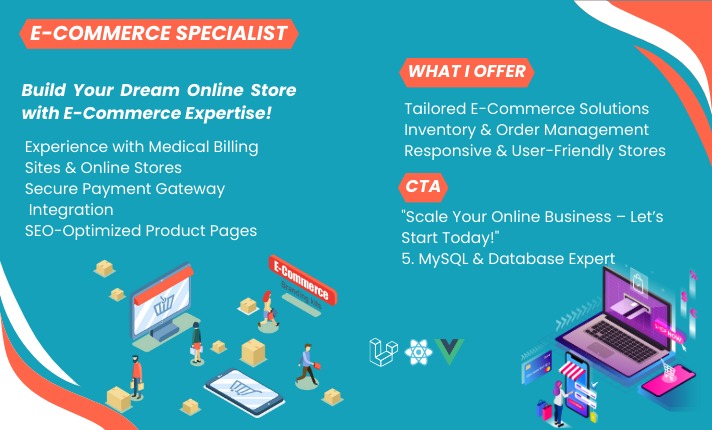 E-COMMERCE SPECIALIST
Build Your Dream Online Store
with E-Commerce Expertise!
Experience with Medical Billing
Sites & Online Stores
Secure Payment Gateway
Integration
SEO-Optimized Product Pages
WHAT I OFFER
Tailored E-Commerce Solutions
Inventory & Order Management
Responsive & User-Friendly Stores
CTA
"Scale Your Online Business – Let's
Start Today!"
5. MySQL & Database Expert
E-Commerce